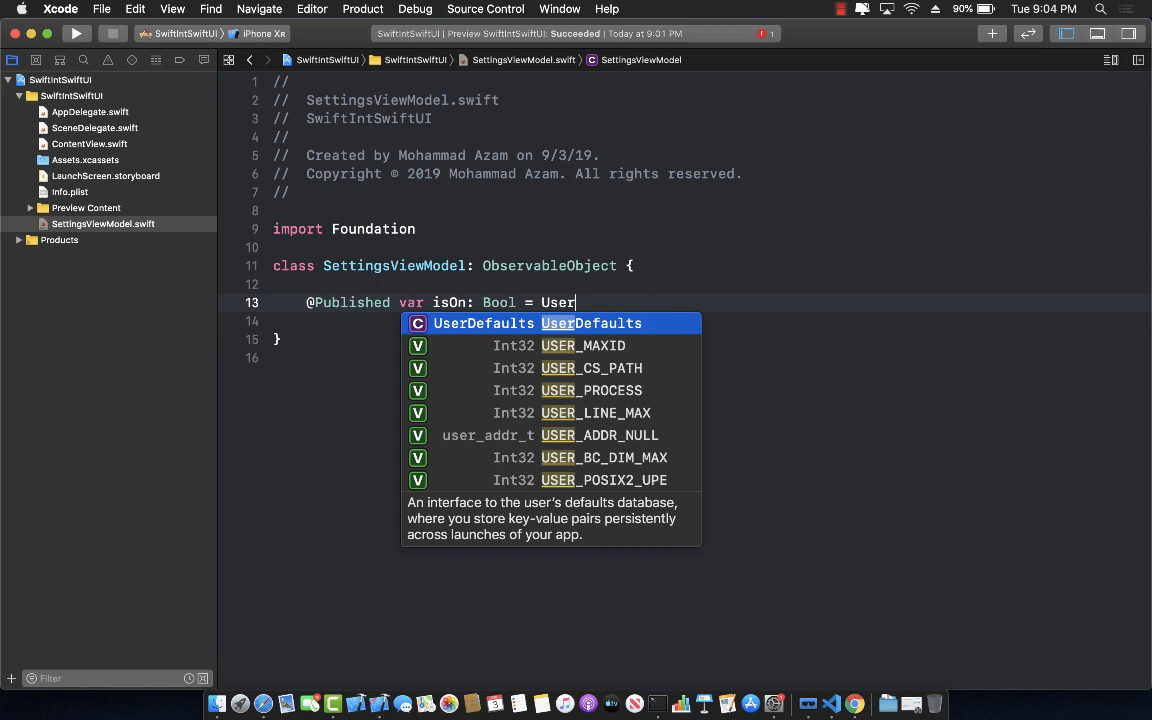 Xcode File Edit View Find Navigate Editor Product Debug Source Control Window Help 90% Tue 9:04 PM
SwiftIntSwiftUI iPhone XR SwiftIntSwiftUI | Preview SwiftIntSwiftUI: Succeeded | Today at 9:01 PM 1
SwiftIntSwiftUI SwiftIntSwiftUI SettingsViewModel.swift C SettingsViewModel
SwiftIntSwiftUI
SwiftIntSwiftUI
AppDelegate.swift
SceneDelegate.swift
ContentView.swift
Assets.xcassets
LaunchScreen.storyboard
Info.plist
Preview Content
SettingsViewModel.swift
Products
1 //
2 // SettingsViewModel.swift
3 // SwiftIntSwiftUI
4 //
5 // Created by Mohammad Azam on 9/3/19.
6 // Copyright © 2019 Mohammad Azam. All rights reserved.
7 //
8
9 import Foundation
10
11 class SettingsViewModel: ObservableObject {
12
13 @Published var isOn: Bool = User
14
15 }
16
C UserDefaults UserDefaults
V Int32 USER_MAXID
V Int32 USER_CS_PATH
V Int32 USER_PROCESS
V Int32 USER_LINE_MAX
V user_addr_t USER_ADDR_NULL
V Int32 USER_BC_DIM_MAX
V Int32 USER_POSIX2_UPE
An interface to the user's defaults database,
where you store key-value pairs persistently
across launches of your app.
Filter